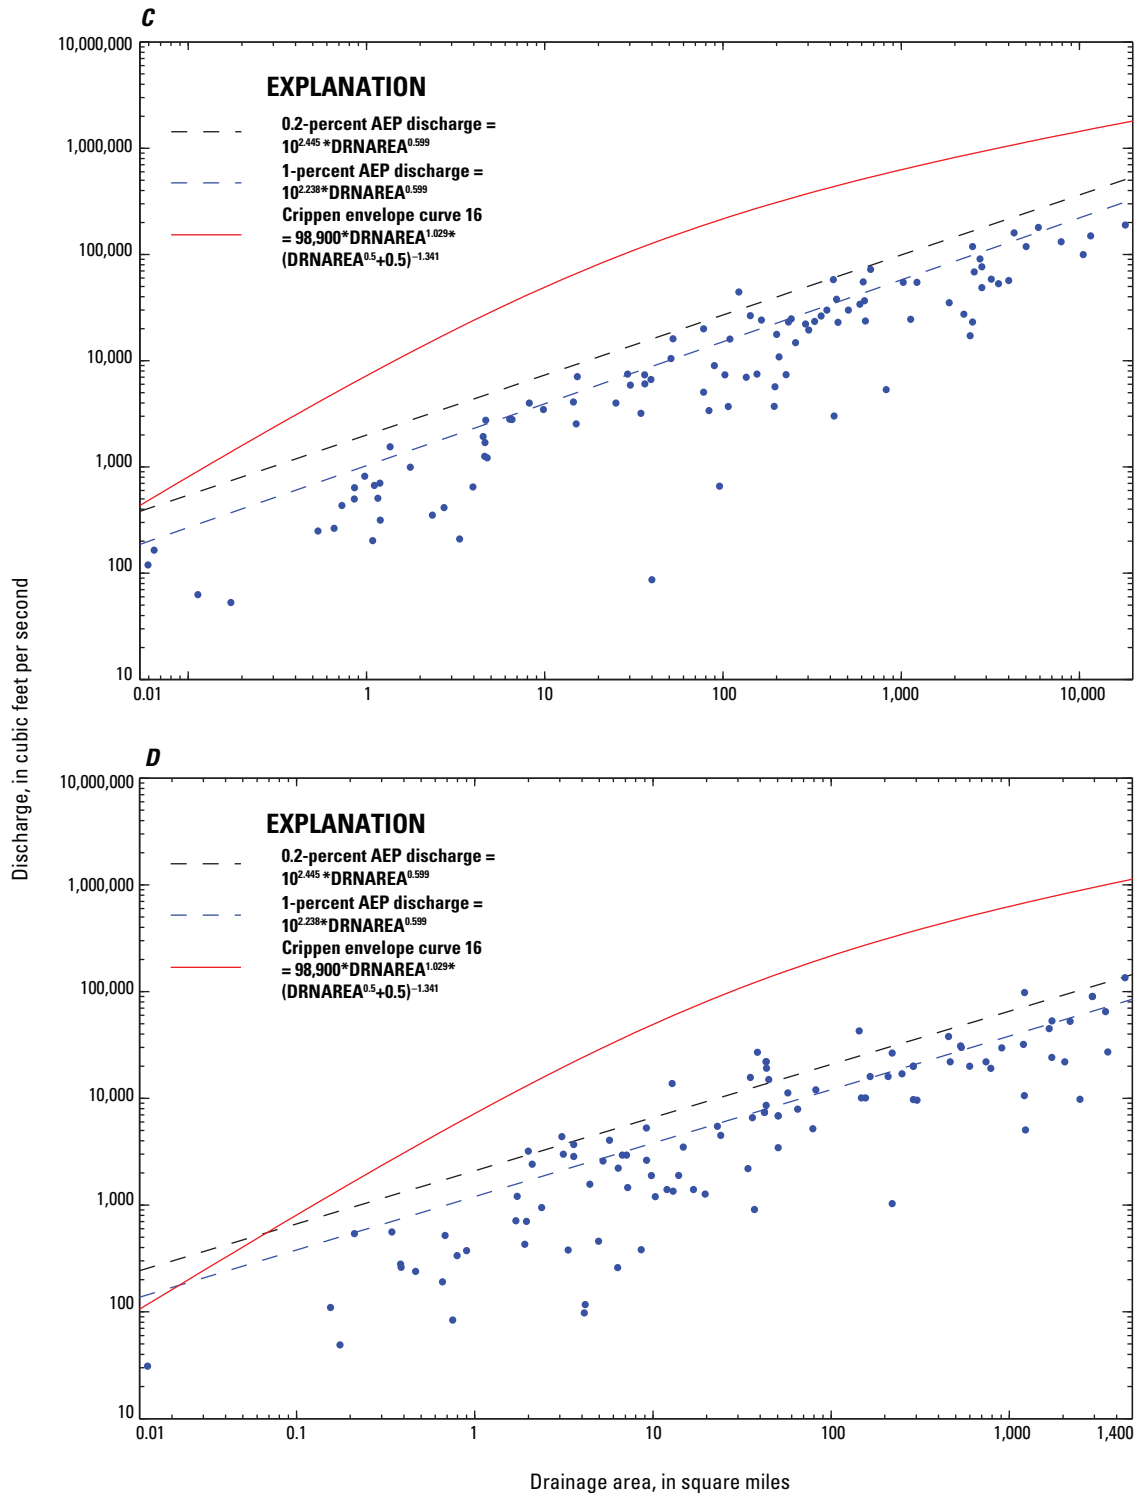 C
10,000,000
1,000,000
100,000
10,000
1,000
100
10
EXPLANATION
0.2-percent AEP discharge =
10^2.445 *DRNAREA^0.599
1-percent AEP discharge =
10^2.238*DRNAREA^0.599
Crippen envelope curve 16
= 98,900*DRNAREA^1.029*
(DRNAREA^0.5+0.5)^–1.341
0.01 1 10 100 1,000 10,000
Discharge, in cubic feet per second
D
10,000,000
1,000,000
100,000
10,000
1,000
100
10
EXPLANATION
0.2-percent AEP discharge =
10^2.445 *DRNAREA^0.599
1-percent AEP discharge =
10^2.238*DRNAREA^0.599
Crippen envelope curve 16
= 98,900*DRNAREA^1.029*
(DRNAREA^0.5+0.5)^–1.341
0.01 0.1 1 10 100 1,000 1,400
Drainage area, in square miles